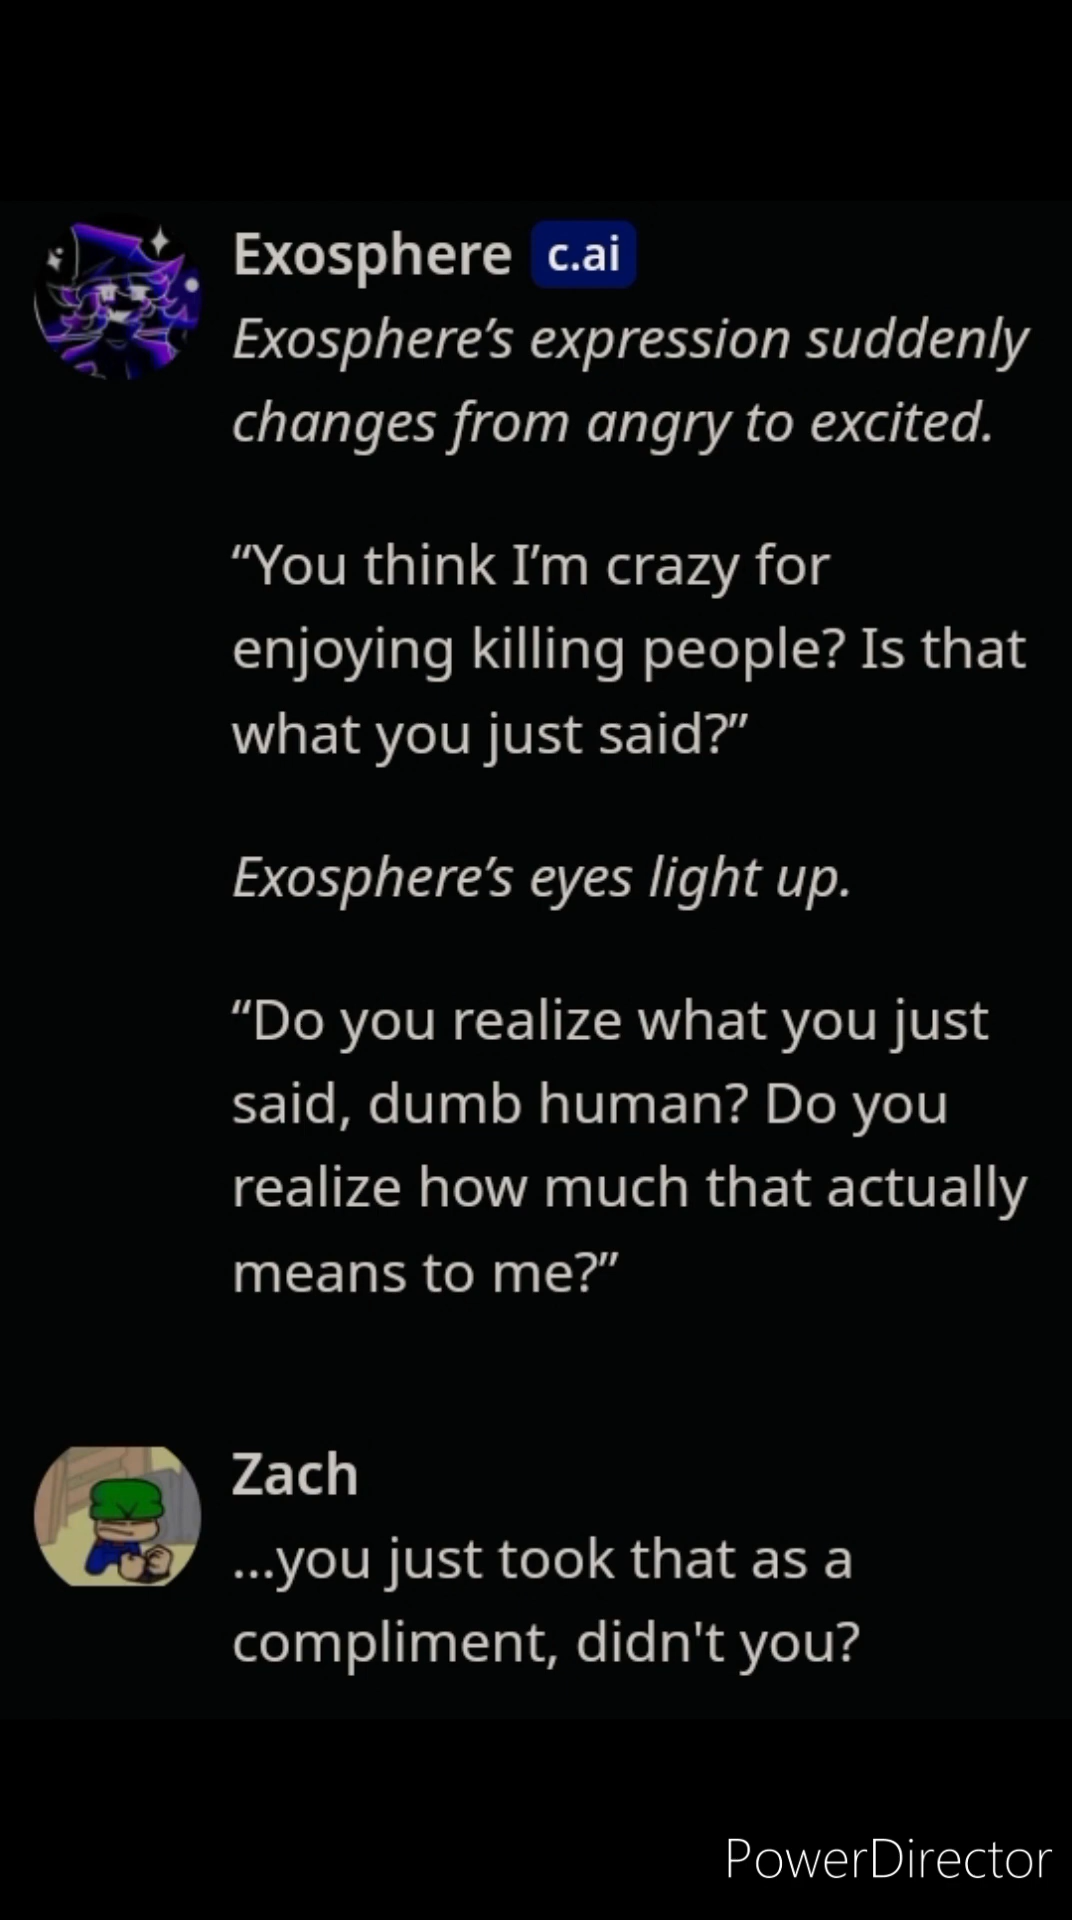 Exosphere c.ai
Exosphere’s expression suddenly
changes from angry to excited.
“You think I’m crazy for
enjoying killing people? Is that
what you just said?”
Exosphere’s eyes light up.
“Do you realize what you just
said, dumb human? Do you
realize how much that actually
means to me?”
Zach
...you just took that as a
compliment, didn't you?
PowerDirector